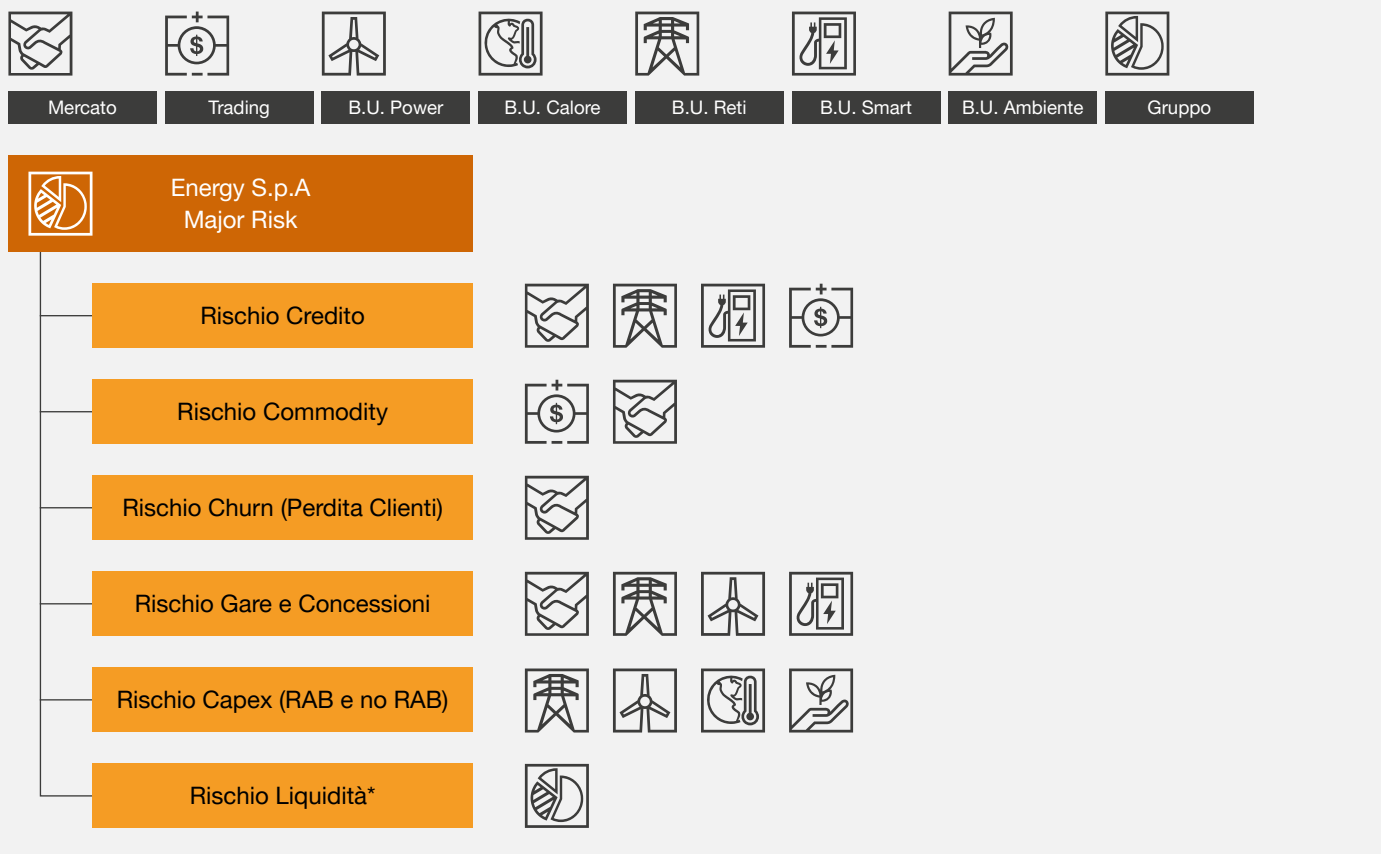 Mercato
Trading
B.U. Power
B.U. Calore
B.U. Reti
B.U. Smart
B.U. Ambiente
Gruppo
Energy S.p.A
Major Risk
Rischio Credito
Rischio Commodity
Rischio Churn (Perdita Clienti)
Rischio Gare e Concessioni
Rischio Capex (RAB e no RAB)
Rischio Liquidità*